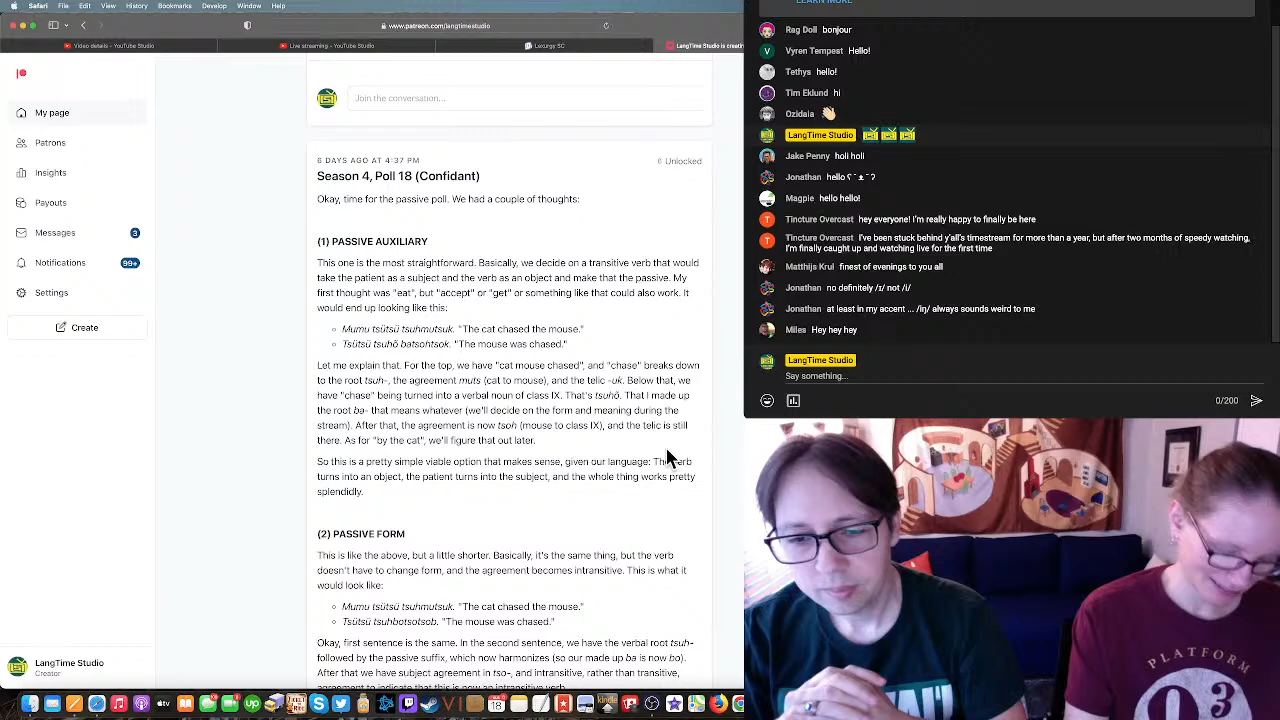 Safari File Edit View History Bookmarks Develop Window Help
www.patreon.com/langtimestudio
Video details - YouTube Studio
Live streaming - YouTube Studio
Lexurgy SC
LangTime Studio is creatin
My page
Patrons
Insights
Payouts
Messages 3
Notifications 99+
Settings
Create
LangTime Studio
Creator
Join the conversation...
6 DAYS AGO AT 4:37 PM
Unlocked
Season 4, Poll 18 (Confidant)
Okay, time for the passive poll. We had a couple of thoughts:
(1) PASSIVE AUXILIARY
This one is the most straightforward. Basically, we decide on a transitive verb that would
take the patient as a subject and the verb as an object and make that the passive. My
first thought was "eat", but "accept" or "get" or something like that could also work. It
would end up looking like this:
Mumu tsütsü tsuhmutsuk. "The cat chased the mouse."
Tsütsü tsuhö batsohtsok. "The mouse was chased."
Let me explain that. For the top, we have "cat mouse chased", and "chase" breaks down
to the root tsuh-, the agreement muts (cat to mouse), and the telic -uk. Below that, we
have "chase" being turned into a verbal noun of class IX. That's tsuhö. That I made up
the root ba- that means whatever (we'll decide on the form and meaning during the
stream). After that, the agreement is now tsoh (mouse to class IX), and the telic is still
there. As for "by the cat", we'll figure that out later.
So this is a pretty simple viable option that makes sense, given our language: The verb
turns into an object, the patient turns into the subject, and the whole thing works pretty
splendidly.
(2) PASSIVE FORM
This is like the above, but a little shorter. Basically, it's the same thing, but the verb
doesn't have to change form, and the agreement becomes intransitive. This is what it
would look like:
Mumu tsütsü tsuhmutsuk. "The cat chased the mouse."
Tsütsü tsuhbotsotsob. "The mouse was chased."
Okay, first sentence is the same. In the second sentence, we have the verbal root tsuh-
followed by the passive suffix, which now harmonizes (so our made up ba is now bo).
After that we have subject agreement in tso-, and intransitive, rather than transitive,
agreement to indicate that this is now an intransitive verb.
LEARN MORE
Rag Doll bonjour
Vyren Tempest Hello!
Tethys hello!
Tim Eklund hi
Ozidaia 👋
LangTime Studio
Jake Penny holi holi
Jonathan hello ʕ ᵔᴥᵔ ʔ
Magpie hello hello!
Tincture Overcast hey everyone! I'm really happy to finally be here
Tincture Overcast I've been stuck behind y'all's timestream for more than a year, but after two months of speedy watching,
I'm finally caught up and watching live for the first time
Matthijs Krul finest of evenings to you all
Jonathan no definitely /ɪ/ not /i/
Jonathan at least in my accent ... /iŋ/ always sounds weird to me
Miles Hey hey hey
LangTime Studio
Say something...
0/200
PLATFORM
3